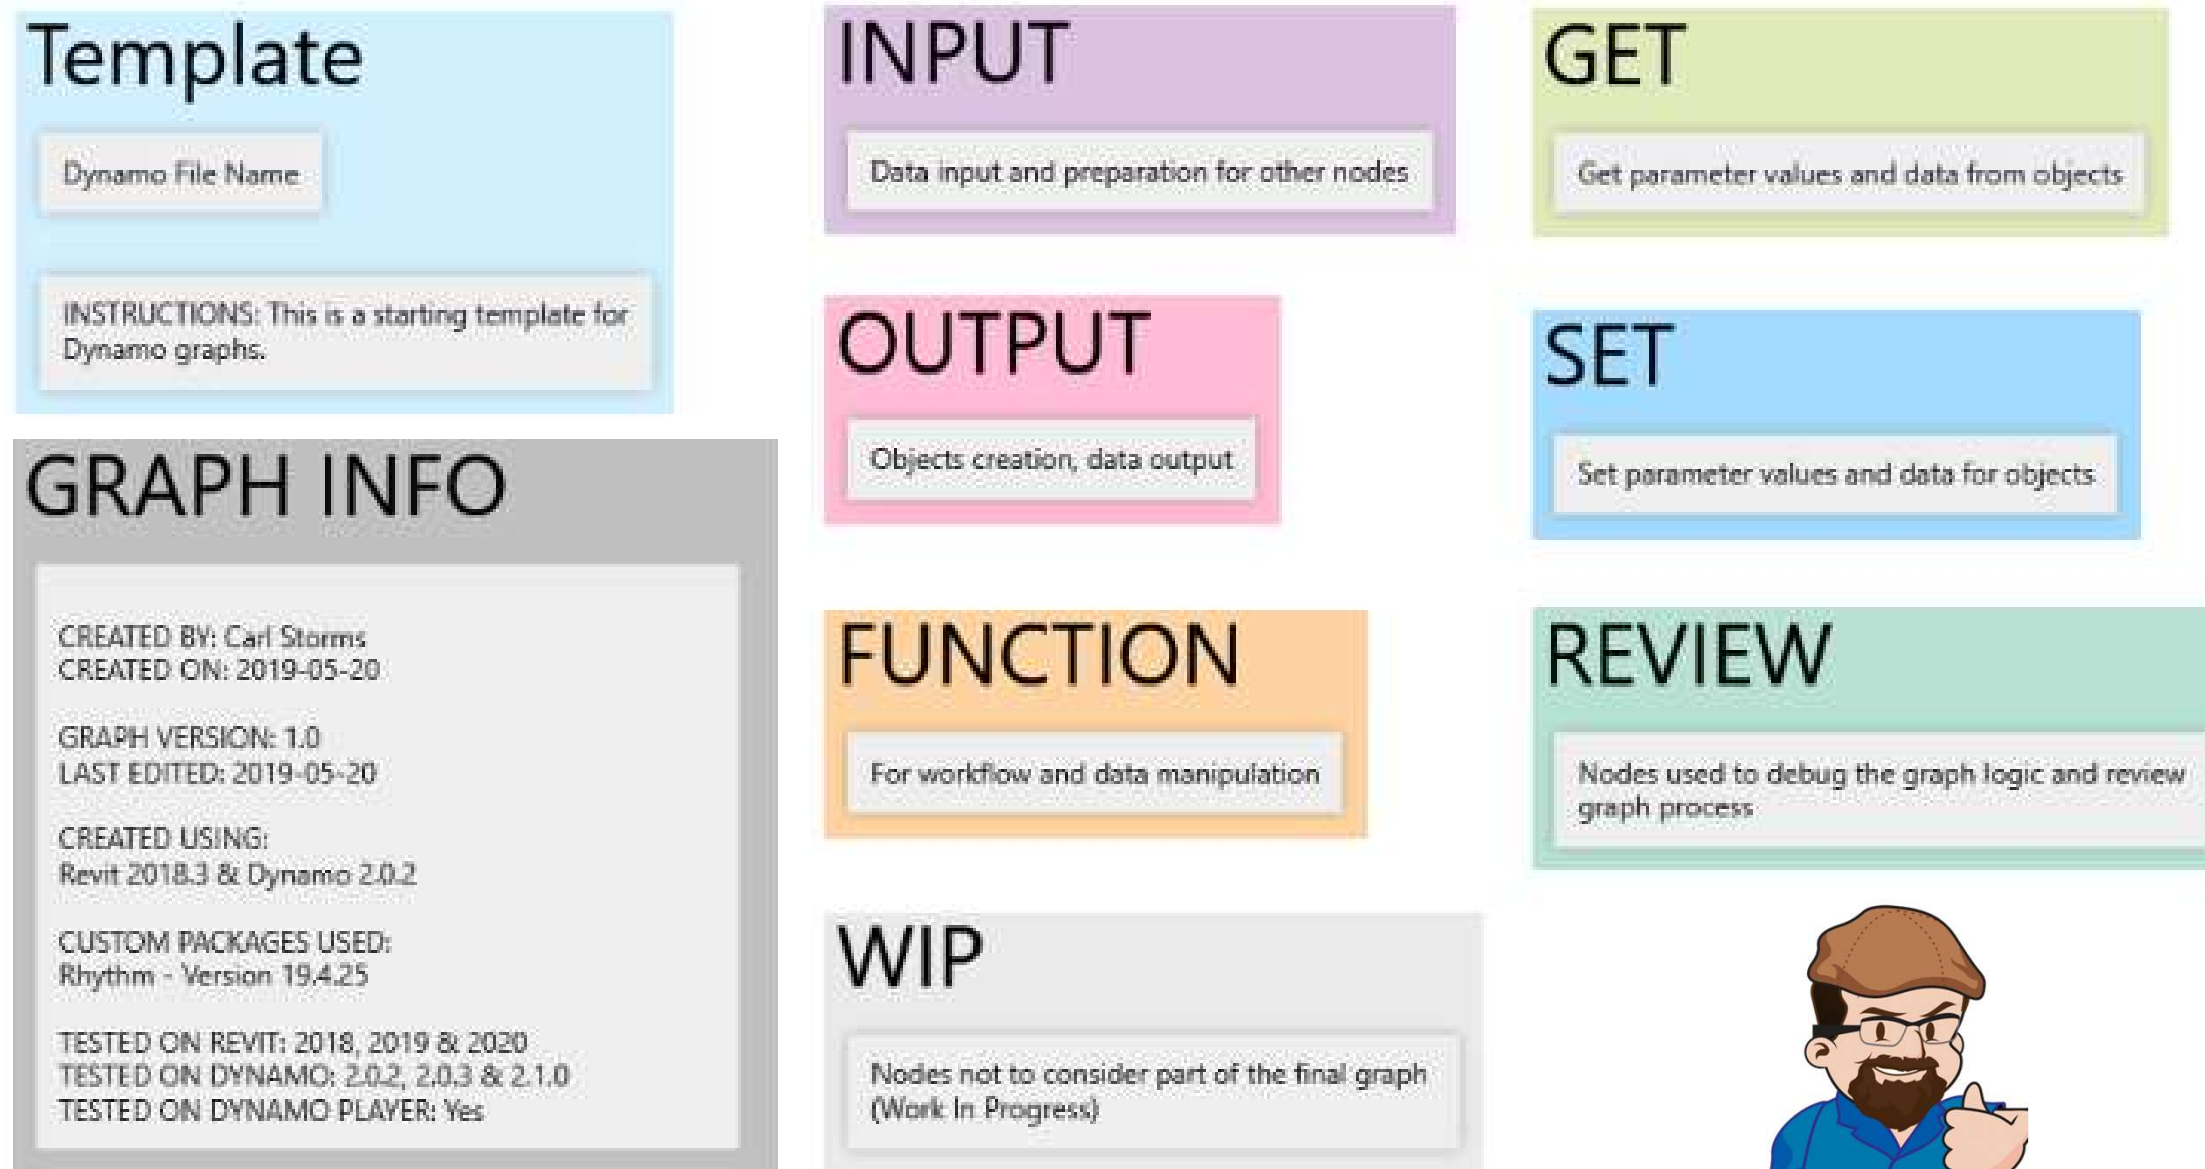 Template
Dynamo File Name
INSTRUCTIONS: This is a starting template for
Dynamo graphs.
GRAPH INFO
CREATED BY: Carl Storms
CREATED ON: 2019-05-20
GRAPH VERSION: 1.0
LAST EDITED: 2019-05-20
CREATED USING:
Revit 2018.3 & Dynamo 2.0.2
CUSTOM PACKAGES USED:
Rhythm - Version 19.4.25
TESTED ON REVIT: 2018, 2019 & 2020
TESTED ON DYNAMO: 2.0.2, 2.0.3 & 2.1.0
TESTED ON DYNAMO PLAYER: Yes
INPUT
Data input and preparation for other nodes
OUTPUT
Objects creation, data output
FUNCTION
For workflow and data manipulation
WIP
Nodes not to consider part of the final graph
(Work In Progress)
GET
Get parameter values and data from objects
SET
Set parameter values and data for objects
REVIEW
Nodes used to debug the graph logic and review
graph process